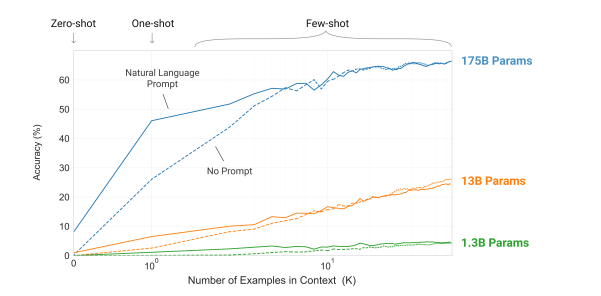 Zero-shot One-shot Few-shot
175B Params
Natural Language
Prompt
No Prompt
13B Params
1.3B Params
Accuracy (%)
60
50
40
30
20
10
0
0 10⁰ 10¹
Number of Examples in Context (K)